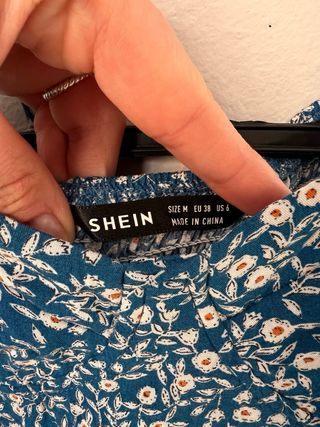 SHEIN
SIZE M EU 38 US 6
MADE IN CHINA